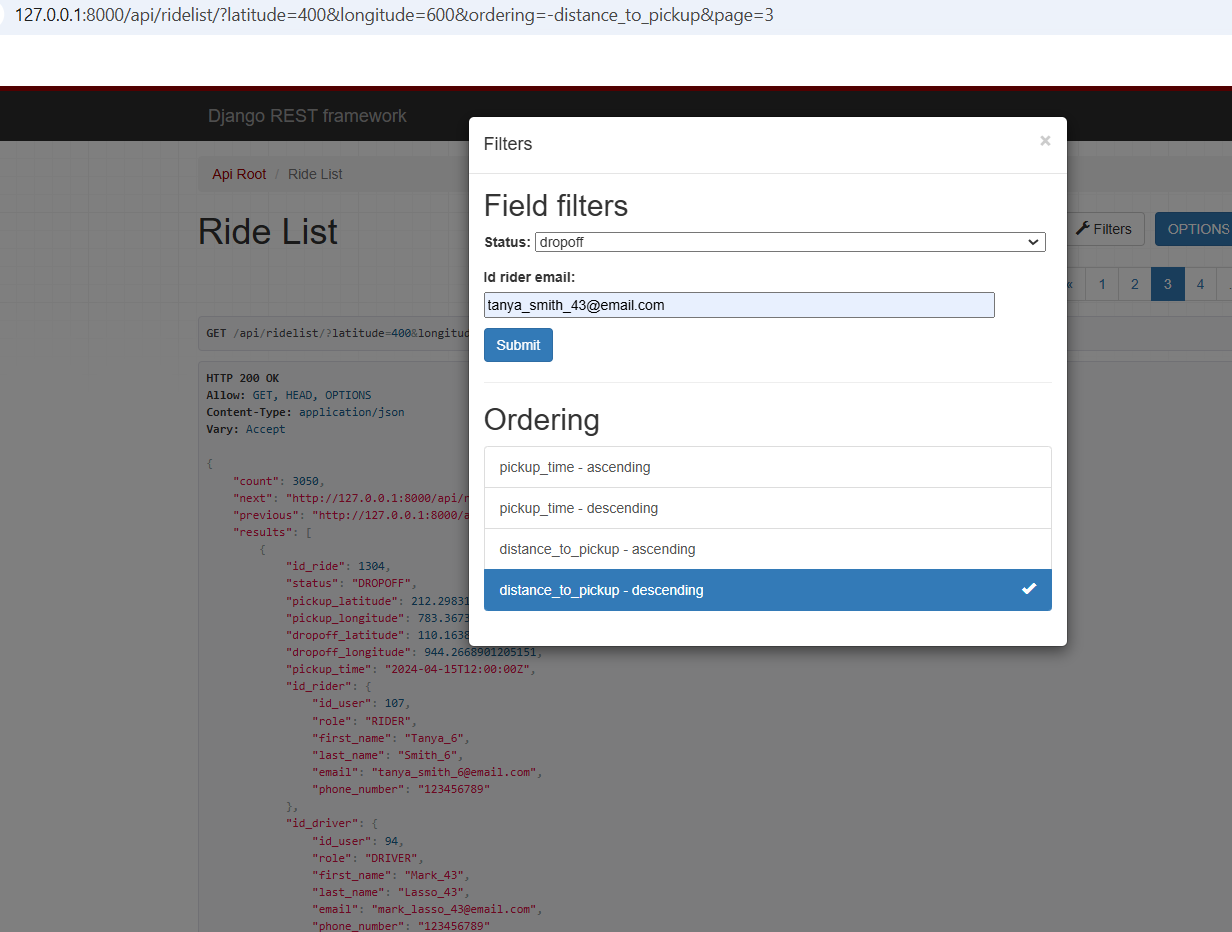 127.0.0.1:8000/api/ridelist/?latitude=400&longitude=600&ordering=-distance_to_pickup&page=3
Django REST framework
Filters ×
Api Root / Ride List
Field filters
Ride List
Filters
OPTIONS
Status: dropoff
Id rider email:
« 1 2 3 4
tanya_smith_43@email.com
GET /api/ridelist/?latitude=400&longitud
Submit
HTTP 200 OK
Allow: GET, HEAD, OPTIONS
Content-Type: application/json
Vary: Accept
Ordering
pickup_time - ascending
pickup_time - descending
distance_to_pickup - ascending
distance_to_pickup - descending
{
"count": 3050,
"next": "http://127.0.0.1:8000/api/
"previous": "http://127.0.0.1:8000/a
"results": [
{
"id_ride": 1304,
"status": "DROPOFF",
"pickup_latitude": 212.29831
"pickup_longitude": 783.3673
"dropoff_latitude": 110.1638
"dropoff_longitude": 944.2668901205151,
"pickup_time": "2024-04-15T12:00:00Z",
"id_rider": {
"id_user": 107,
"role": "RIDER",
"first_name": "Tanya_6",
"last_name": "Smith_6",
"email": "tanya_smith_6@email.com",
"phone_number": "123456789"
},
"id_driver": {
"id_user": 94,
"role": "DRIVER",
"first_name": "Mark_43",
"last_name": "Lasso_43",
"email": "mark_lasso_43@email.com",
"phone_number": "123456789"